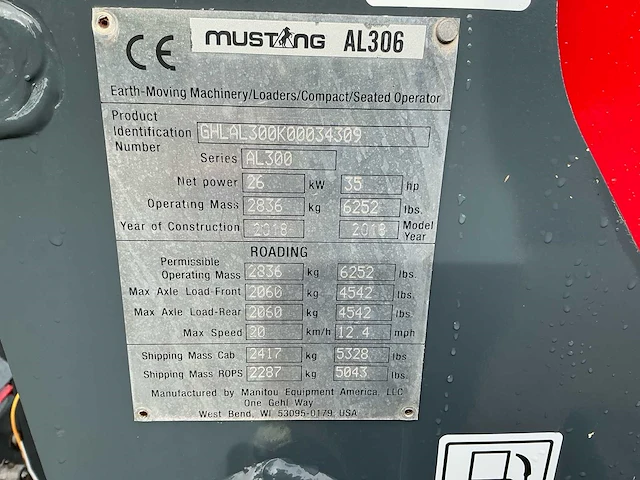 CE MUSTANG AL306
Earth-Moving Machinery/Loaders/Compact/Seated Operator
Product
Identification GHLAL300K00034309
Number
Series AL300
Net power 26 kW 35 hp
Operating Mass 2836 kg 6252 lbs.
Year of Construction 2018 2018 Model Year
ROADING
Permissible
Operating Mass 2836 kg 6252 lbs.
Max Axle Load-Front 2060 kg 4542 lbs.
Max Axle Load-Rear 2060 kg 4542 lbs.
Max Speed 20 km/h 12.4 mph
Shipping Mass Cab 2417 kg 5328 lbs
Shipping Mass ROPS 2287 kg 5043 lbs.
Manufactured by Manitou Equipment America, LLC
One Gehl Way
West Bend, WI 53095-0179 USA